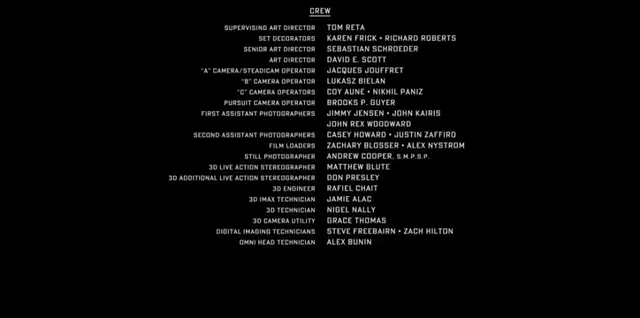 CREW
SUPERVISING ART DIRECTOR TOM RETA
SET DECORATORS KAREN FRICK • RICHARD ROBERTS
SENIOR ART DIRECTOR SEBASTIAN SCHROEDER
ART DIRECTOR DAVID E. SCOTT
"A" CAMERA/STEADICAM OPERATOR JACQUES JOUFFRET
"B" CAMERA OPERATOR LUKASZ BIELAN
"C" CAMERA OPERATORS COY AUNE • NIKHIL PANIZ
PURSUIT CAMERA OPERATOR BROOKS P. GUYER
FIRST ASSISTANT PHOTOGRAPHERS JIMMY JENSEN • JOHN KAIRIS
JOHN REX WOODWARD
SECOND ASSISTANT PHOTOGRAPHERS CASEY HOWARD • JUSTIN ZAFFIRO
FILM LOADERS ZACHARY BLOSSER • ALEX NYSTROM
STILL PHOTOGRAPHER ANDREW COOPER, S.M.P.S.P.
3D LIVE ACTION STEREOGRAPHER MATTHEW BLUTE
3D ADDITIONAL LIVE ACTION STEREOGRAPHER DON PRESLEY
3D ENGINEER RAFIEL CHAIT
3D IMAX TECHNICIAN JAMIE ALAC
3D TECHNICIAN NIGEL NALLY
3D CAMERA UTILITY GRACE THOMAS
DIGITAL IMAGING TECHNICIANS STEVE FREEBAIRN • ZACH HILTON
OMNI HEAD TECHNICIAN ALEX BUNIN